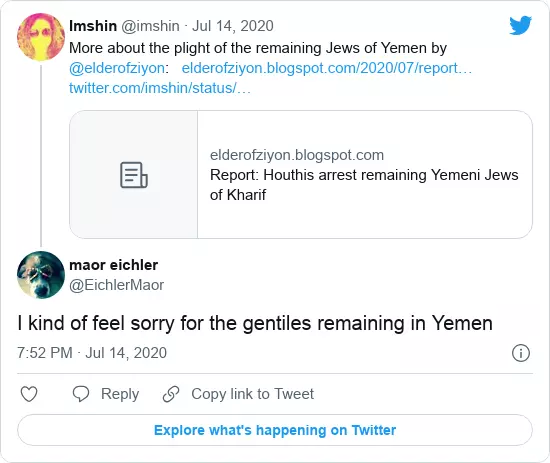 Imshin @imshin · Jul 14, 2020
More about the plight of the remaining Jews of Yemen by
@elderofziyon: elderofziyon.blogspot.com/2020/07/report…
twitter.com/imshin/status/…
elderofziyon.blogspot.com
Report: Houthis arrest remaining Yemeni Jews
of Kharif
maor eichler
@EichlerMaor
I kind of feel sorry for the gentiles remaining in Yemen
7:52 PM · Jul 14, 2020
Reply
Copy link to Tweet
Explore what's happening on Twitter